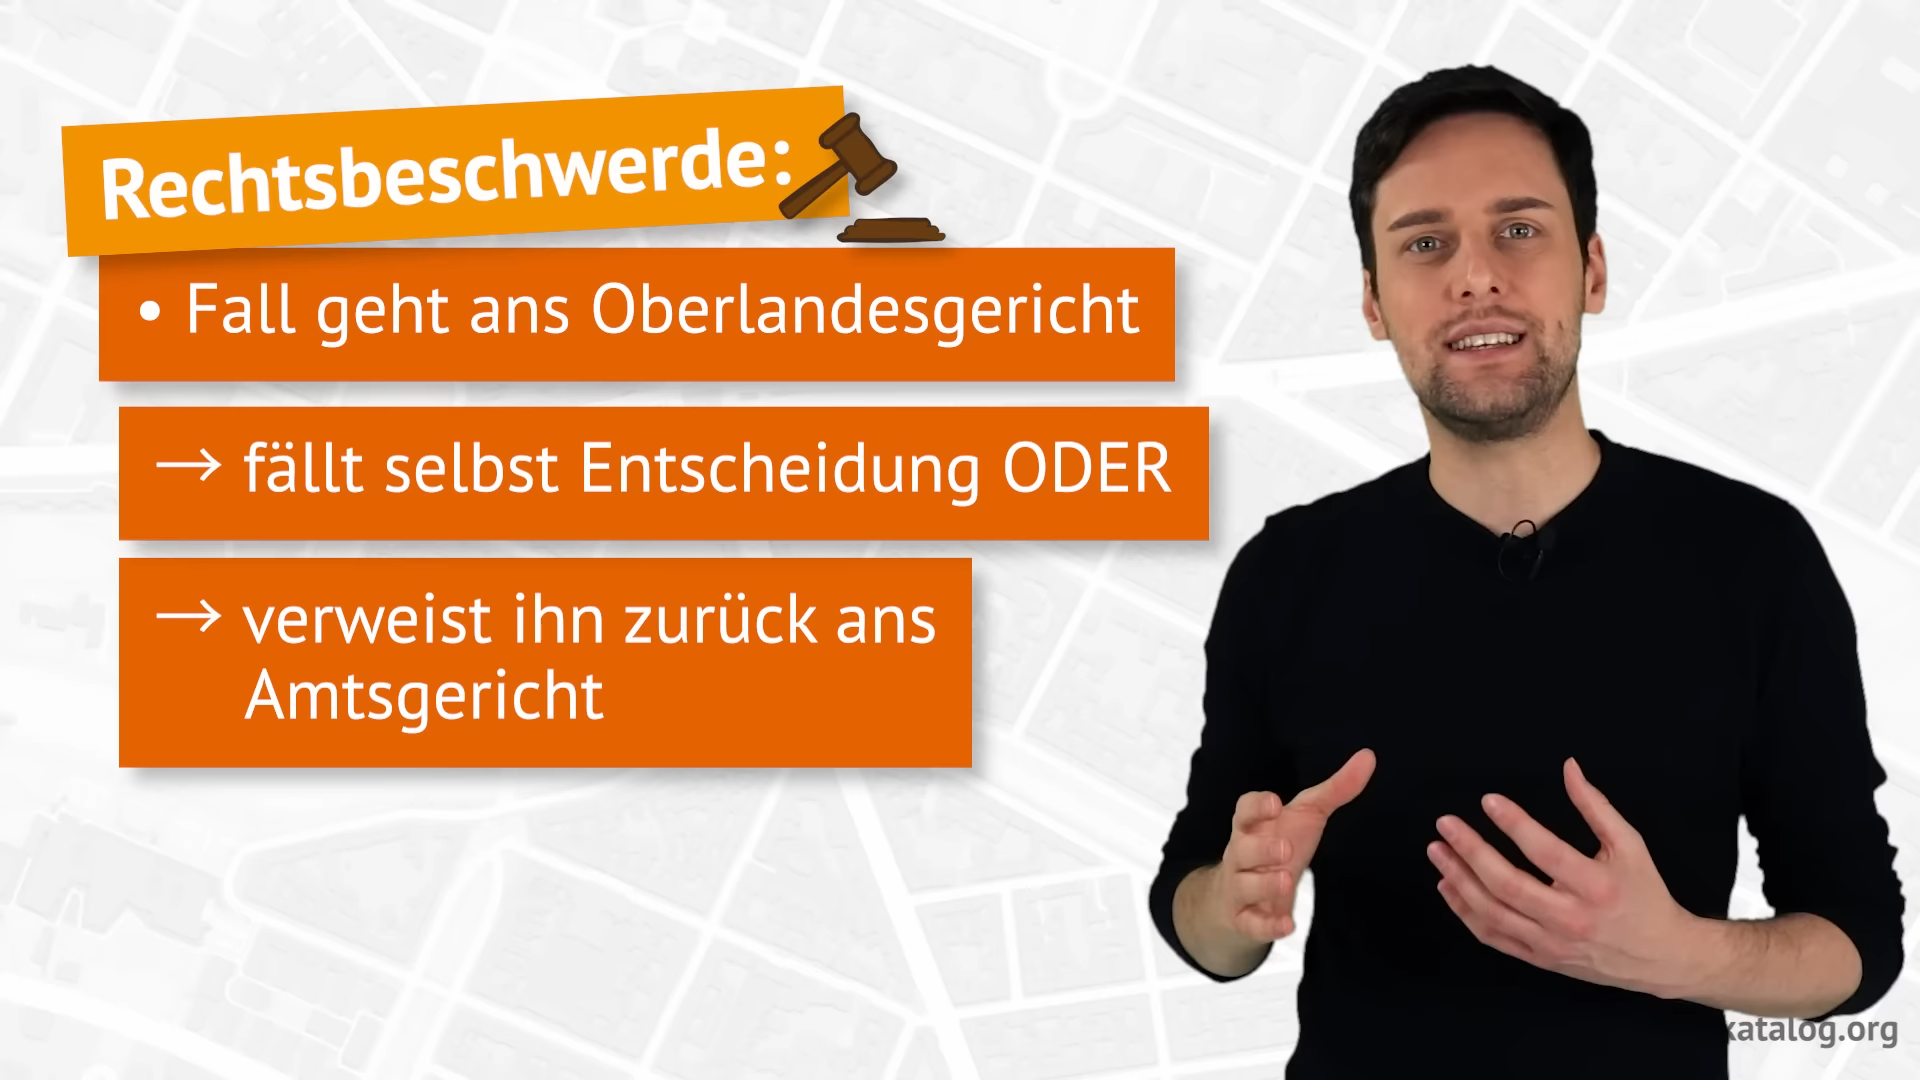 Rechtsbeschwerde:
• Fall geht ans Oberlandesgericht
→ fällt selbst Entscheidung ODER
→ verweist ihn zurück ans
Amtsgericht
katalog.org